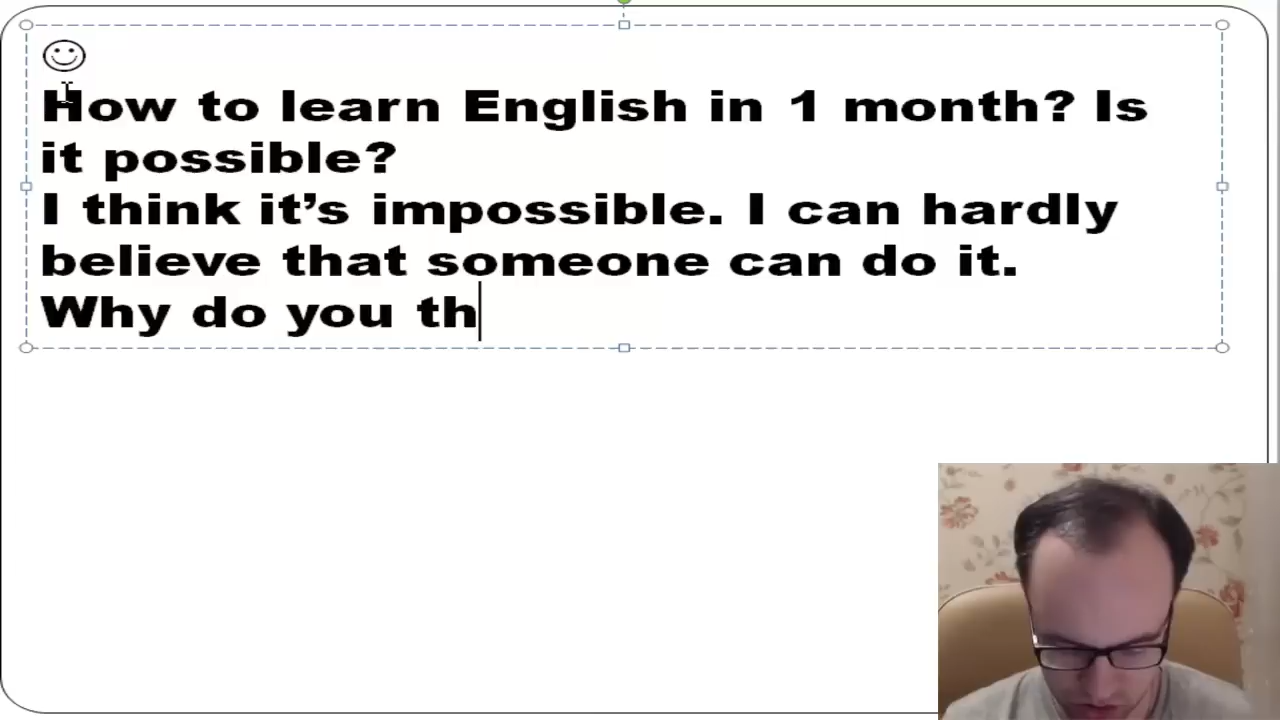 How to learn English in 1 month? Is
it possible?
I think it’s impossible. I can hardly
believe that someone can do it.
Why do you th